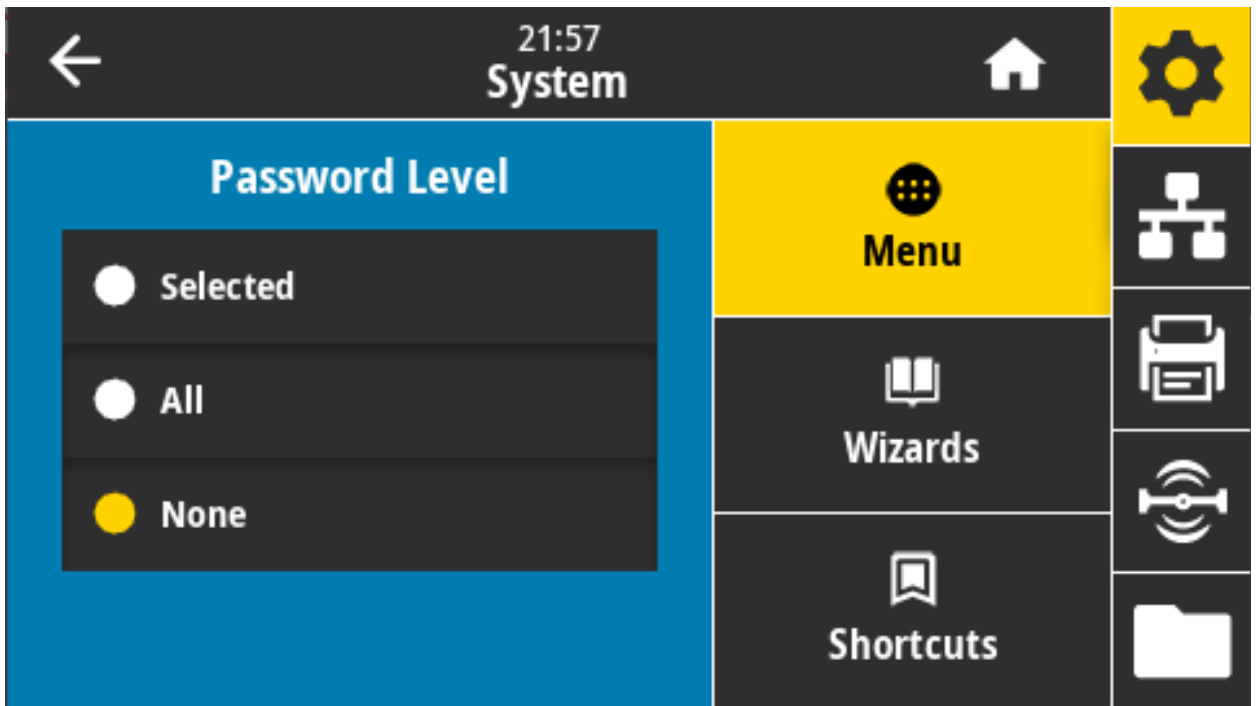 21:57
System
Password Level
Selected
All
None
Menu
Wizards
Shortcuts